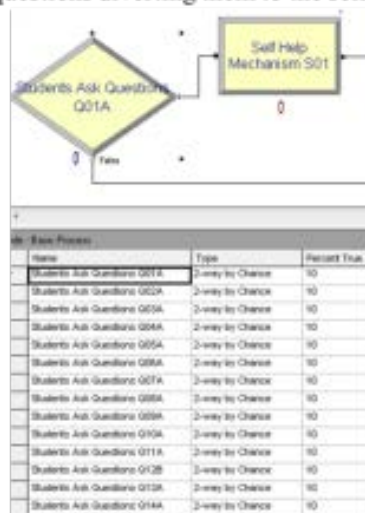 Students Ask Questions
Q01A
Self Help
Mechanism S01
0
0
False
Base Process
Name Type Percent True
Students Ask Questions Q01A 2-way by Chance 10
Students Ask Questions Q02A 2-way by Chance 10
Students Ask Questions Q03A 2-way by Chance 10
Students Ask Questions Q04A 2-way by Chance 10
Students Ask Questions Q05A 2-way by Chance 10
Students Ask Questions Q06A 2-way by Chance 10
Students Ask Questions Q07A 2-way by Chance 10
Students Ask Questions Q08A 2-way by Chance 10
Students Ask Questions Q09A 2-way by Chance 10
Students Ask Questions Q10A 2-way by Chance 10
Students Ask Questions Q11A 2-way by Chance 10
Students Ask Questions Q12B 2-way by Chance 10
Students Ask Questions Q13A 2-way by Chance 10
Students Ask Questions Q14A 2-way by Chance 10